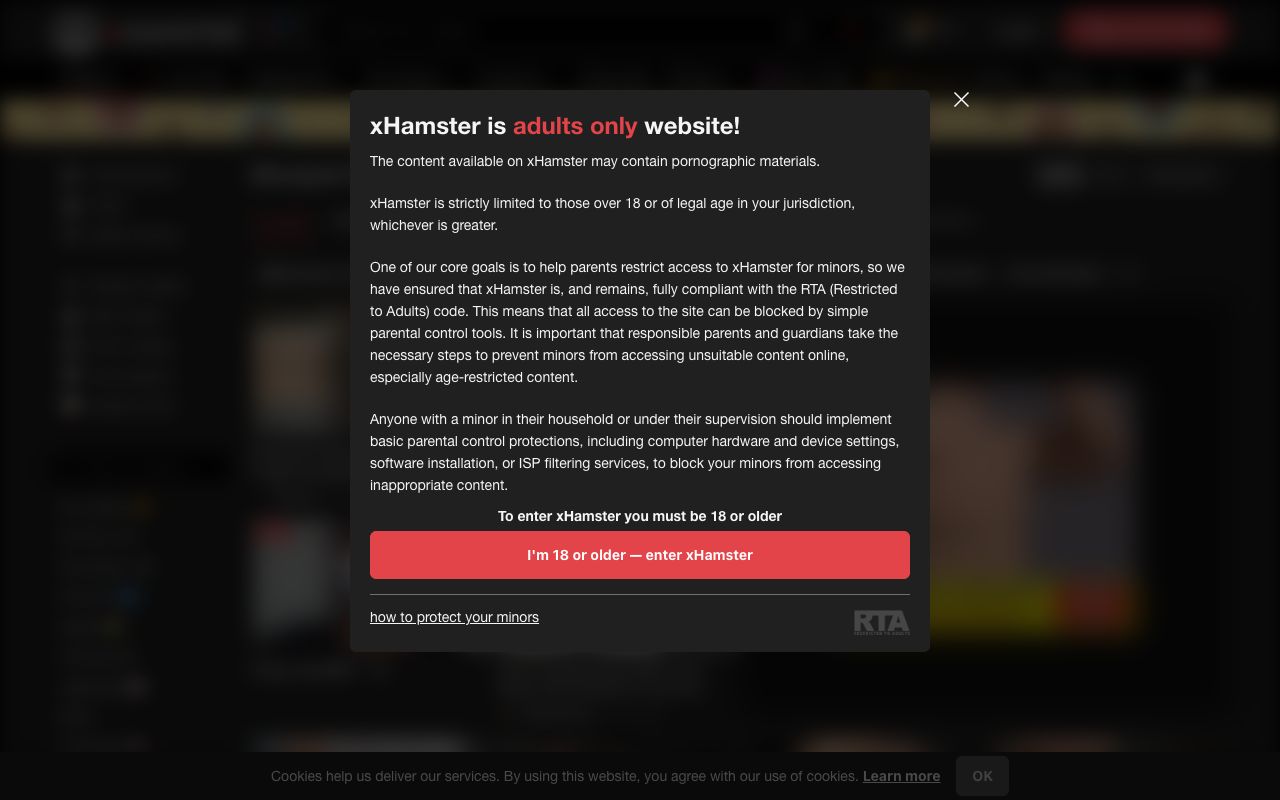 xHamster is adults only website!
The content available on xHamster may contain pornographic materials.
xHamster is strictly limited to those over 18 or of legal age in your jurisdiction,
whichever is greater.
One of our core goals is to help parents restrict access to xHamster for minors, so we
have ensured that xHamster is, and remains, fully compliant with the RTA (Restricted
to Adults) code. This means that all access to the site can be blocked by simple
parental control tools. It is important that responsible parents and guardians take the
necessary steps to prevent minors from accessing unsuitable content online,
especially age-restricted content.
Anyone with a minor in their household or under their supervision should implement
basic parental control protections, including computer hardware and device settings,
software installation, or ISP filtering services, to block your minors from accessing
inappropriate content.
To enter xHamster you must be 18 or older
I'm 18 or older — enter xHamster
how to protect your minors
RTA
RESTRICTED TO ADULTS
Cookies help us deliver our services. By using this website, you agree with our use of cookies. Learn more
OK